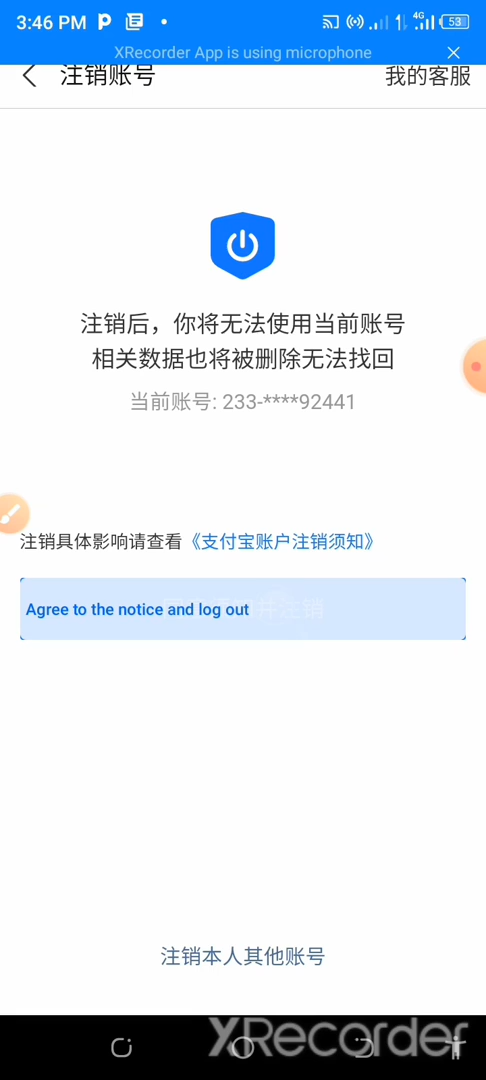 3:46 PM
4G
53
XRecorder App is using microphone
注销账号
我的客服
注销后，你将无法使用当前账号
相关数据也将被删除无法找回
当前账号: 233-****92441
注销具体影响请查看《支付宝账户注销须知》
Agree to the notice and log out
注销本人其他账号
XRecorder